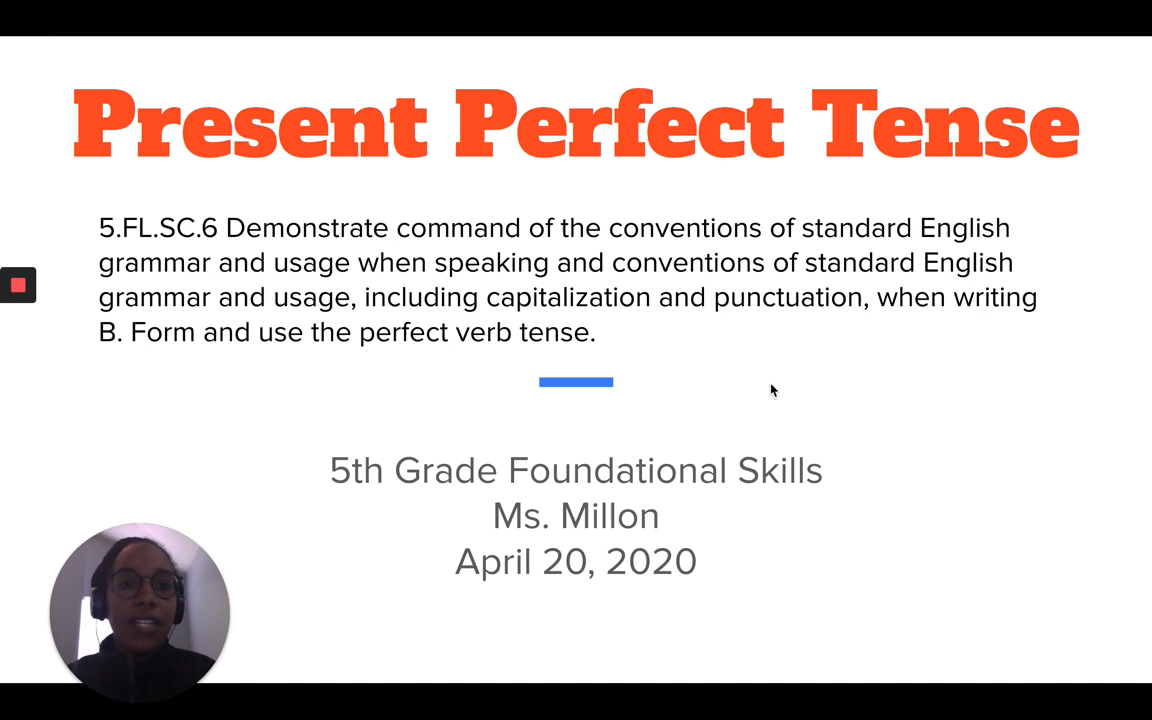 Present Perfect Tense
5.FL.SC.6 Demonstrate command of the conventions of standard English
grammar and usage when speaking and conventions of standard English
grammar and usage, including capitalization and punctuation, when writing
B. Form and use the perfect verb tense.
5th Grade Foundational Skills
Ms. Millon
April 20, 2020